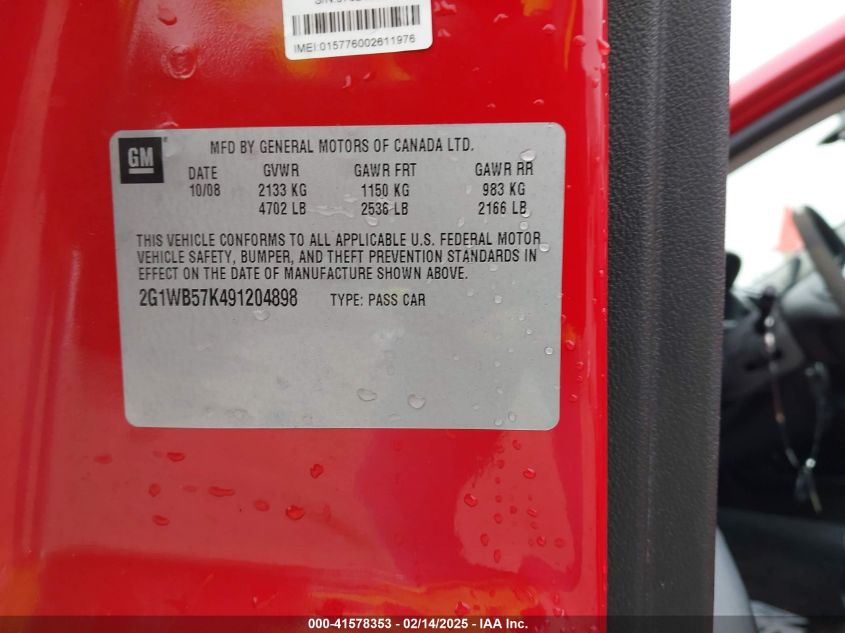 IMEI:015776002611976
GM
MFD BY GENERAL MOTORS OF CANADA LTD.
DATE GVWR GAWR FRT GAWR RR
10/08 2133 KG 1150 KG 983 KG
4702 LB 2536 LB 2166 LB
THIS VEHICLE CONFORMS TO ALL APPLICABLE U.S. FEDERAL MOTOR
VEHICLE SAFETY, BUMPER, AND THEFT PREVENTION STANDARDS IN
EFFECT ON THE DATE OF MANUFACTURE SHOWN ABOVE.
2G1WB57K491204898 TYPE: PASS CAR
000-41578353 - 02/14/2025 - IAA Inc.